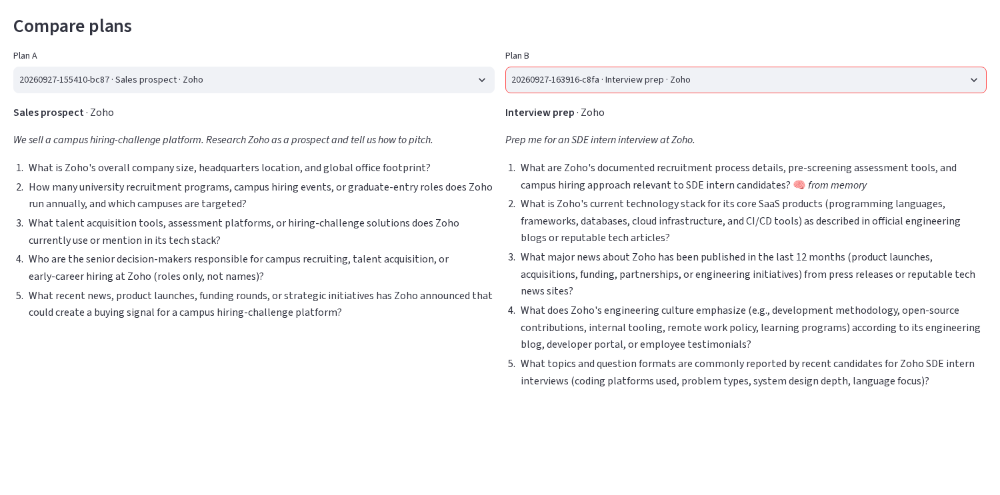 Compare plans
Plan A
20260927-155410-bc87 · Sales prospect · Zoho
Sales prospect · Zoho
We sell a campus hiring-challenge platform. Research Zoho as a prospect and tell us how to pitch.
1. What is Zoho's overall company size, headquarters location, and global office footprint?
2. How many university recruitment programs, campus hiring events, or graduate-entry roles does Zoho
run annually, and which campuses are targeted?
3. What talent acquisition tools, assessment platforms, or hiring-challenge solutions does Zoho
currently use or mention in its tech stack?
4. Who are the senior decision-makers responsible for campus recruiting, talent acquisition, or
early-career hiring at Zoho (roles only, not names)?
5. What recent news, product launches, funding rounds, or strategic initiatives has Zoho announced that
could create a buying signal for a campus hiring-challenge platform?
Plan B
20260927-163916-c8fa · Interview prep · Zoho
Interview prep · Zoho
Prep me for an SDE intern interview at Zoho.
1. What are Zoho's documented recruitment process details, pre-screening assessment tools, and
campus hiring approach relevant to SDE intern candidates? 🧠 from memory
2. What is Zoho's current technology stack for its core SaaS products (programming languages,
frameworks, databases, cloud infrastructure, and CI/CD tools) as described in official engineering
blogs or reputable tech articles?
3. What major news about Zoho has been published in the last 12 months (product launches,
acquisitions, funding, partnerships, or engineering initiatives) from press releases or reputable tech
news sites?
4. What does Zoho's engineering culture emphasize (e.g., development methodology, open-source
contributions, internal tooling, remote work policy, learning programs) according to its engineering
blog, developer portal, or employee testimonials?
5. What topics and question formats are commonly reported by recent candidates for Zoho SDE intern
interviews (coding platforms used, problem types, system design depth, language focus)?